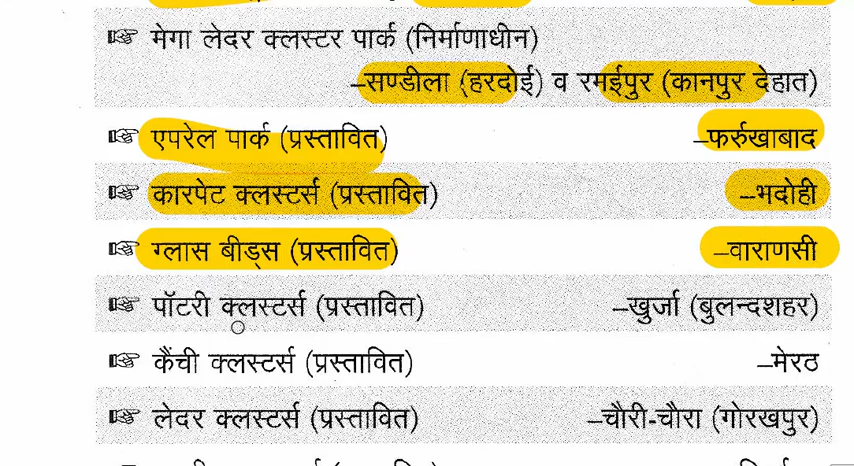 ☞ मेगा लेदर क्लस्टर पार्क (निर्माणाधीन)
–सण्डीला (हरदोई) व रमईपुर (कानपुर देहात)
☞ एपरेल पार्क (प्रस्तावित) –फर्रुखाबाद
☞ कारपेट क्लस्टर्स (प्रस्तावित) –भदोही
☞ ग्लास बीड्स (प्रस्तावित) –वाराणसी
☞ पॉटरी क्लस्टर्स (प्रस्तावित) –खुर्जा (बुलन्दशहर)
☞ कैंची क्लस्टर्स (प्रस्तावित) –मेरठ
☞ लेदर क्लस्टर्स (प्रस्तावित) –चौरी-चौरा (गोरखपुर)